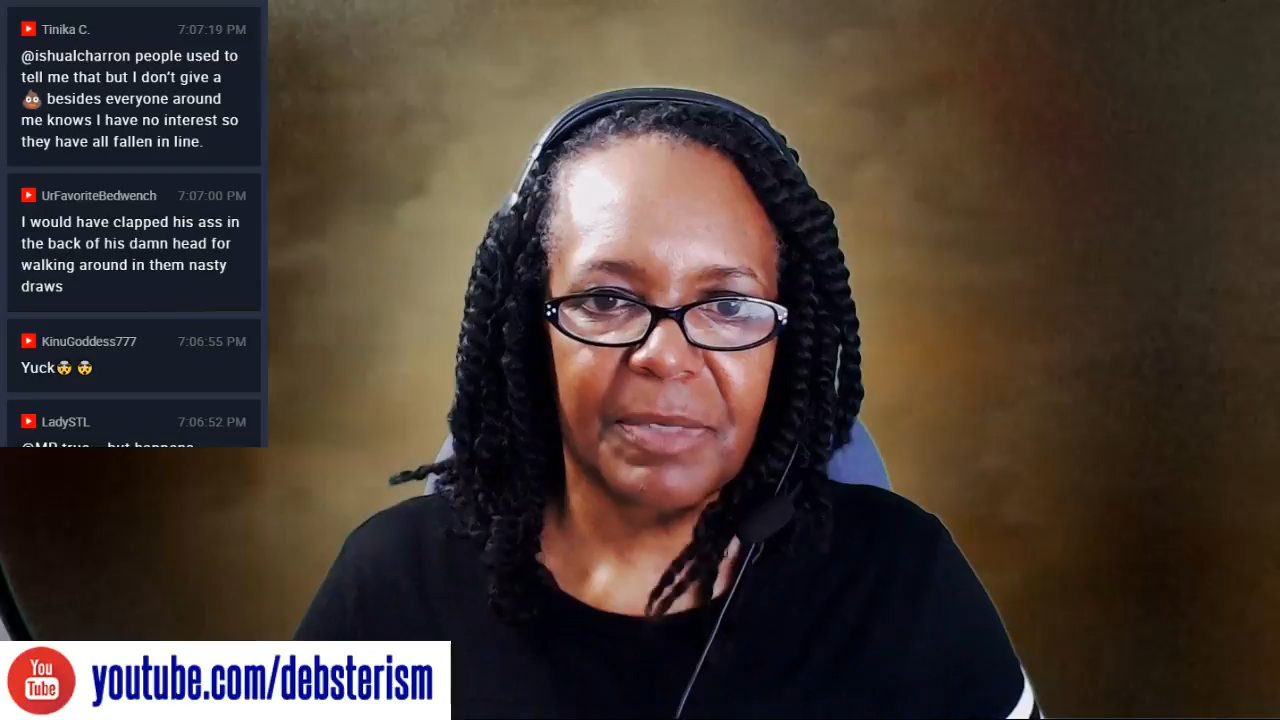 Tinika C. 7:07:19 PM
@ishualcharron people used to
tell me that but I don't give a
💩 besides everyone around
me knows I have no interest so
they have all fallen in line.
UrFavoriteBedwench 7:07:00 PM
I would have clapped his ass in
the back of his damn head for
walking around in them nasty
draws
KinuGoddess777 7:06:55 PM
Yuck🤯 🤯
LadySTL 7:06:52 PM
You
Tube
youtube.com/debsterism